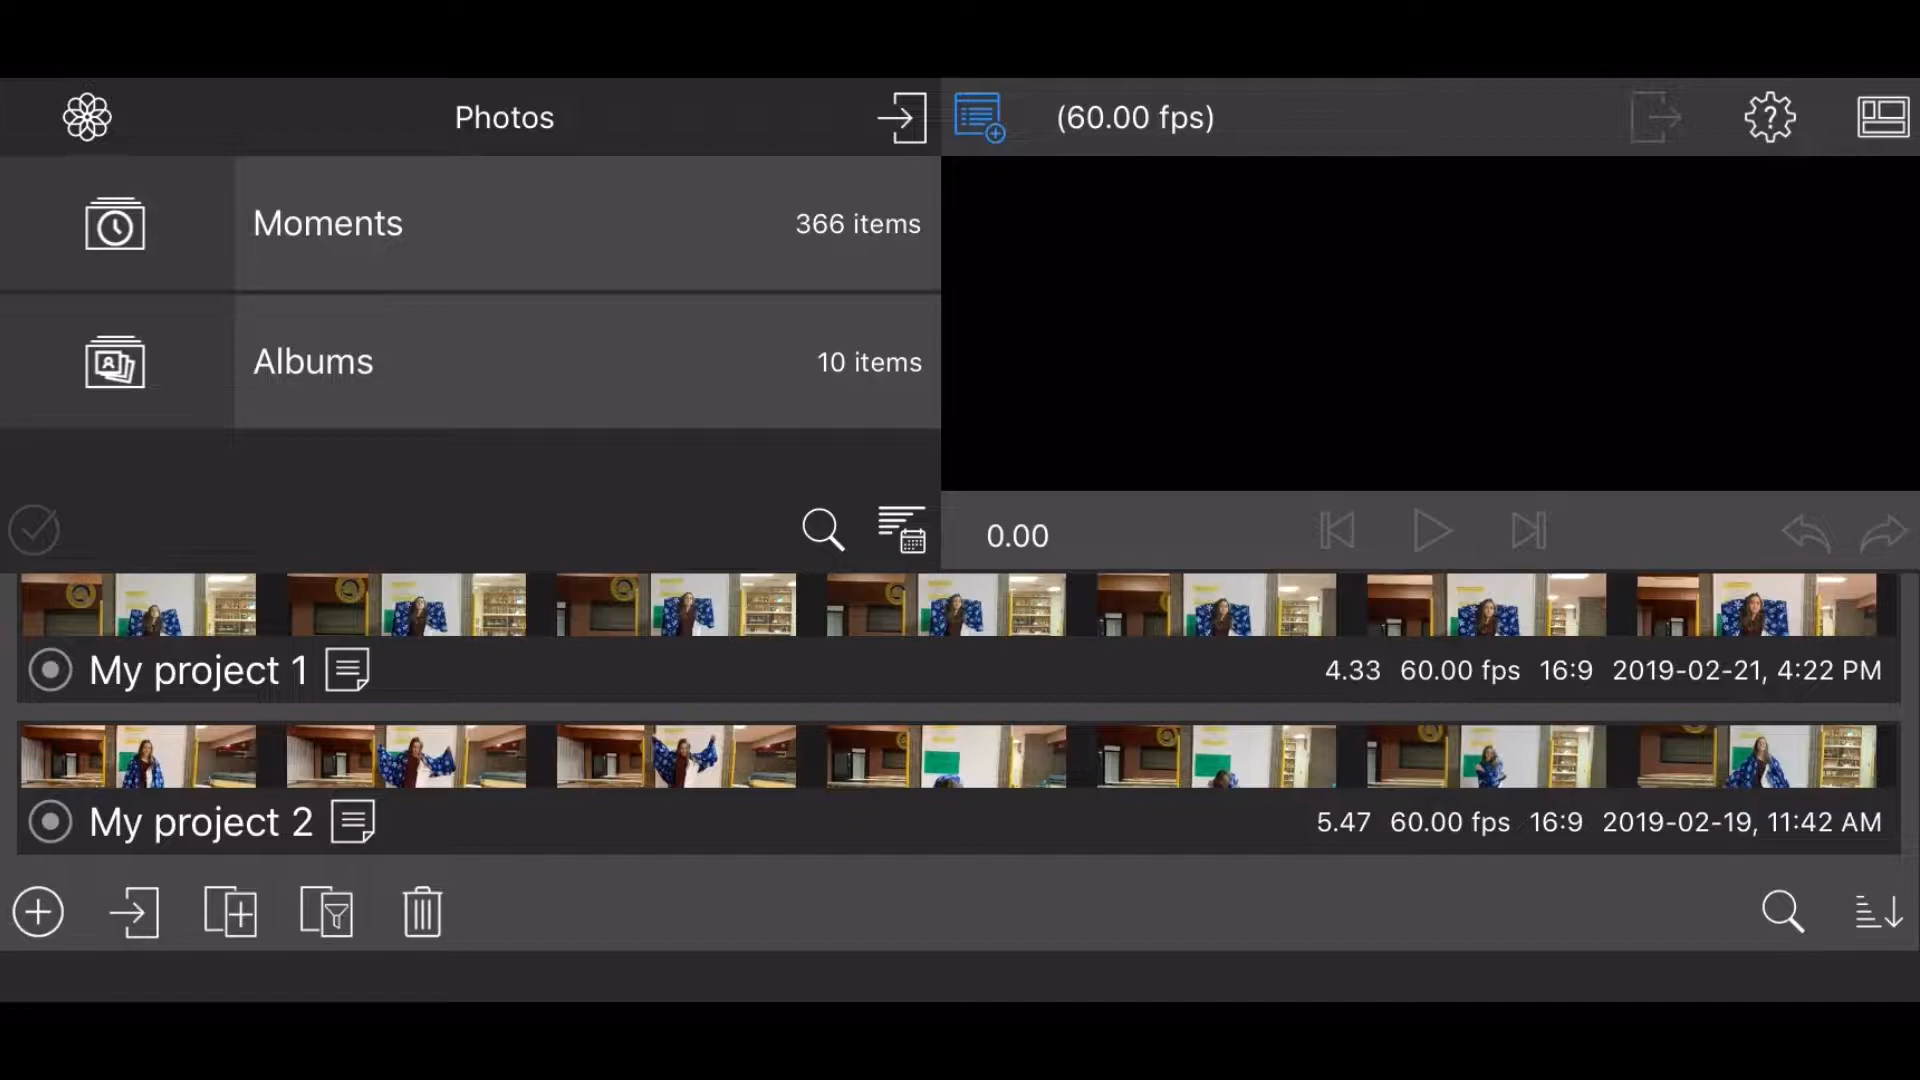 Photos
(60.00 fps)
Moments 366 items
Albums 10 items
0.00
My project 1 4.33 60.00 fps 16:9 2019-02-21, 4:22 PM
My project 2 5.47 60.00 fps 16:9 2019-02-19, 11:42 AM